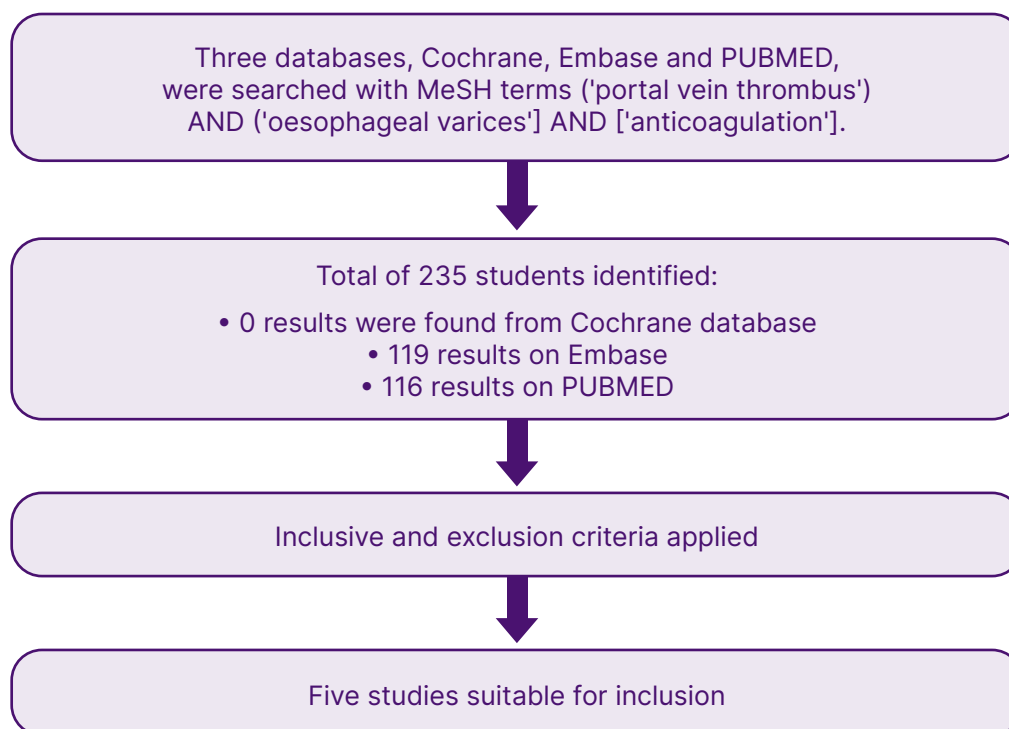 Three databases, Cochrane, Embase and PUBMED,
were searched with MeSH terms ('portal vein thrombus')
AND ('oesophageal varices'] AND ['anticoagulation'].
Total of 235 students identified:
• 0 results were found from Cochrane database
• 119 results on Embase
• 116 results on PUBMED
Inclusive and exclusion criteria applied
Five studies suitable for inclusion